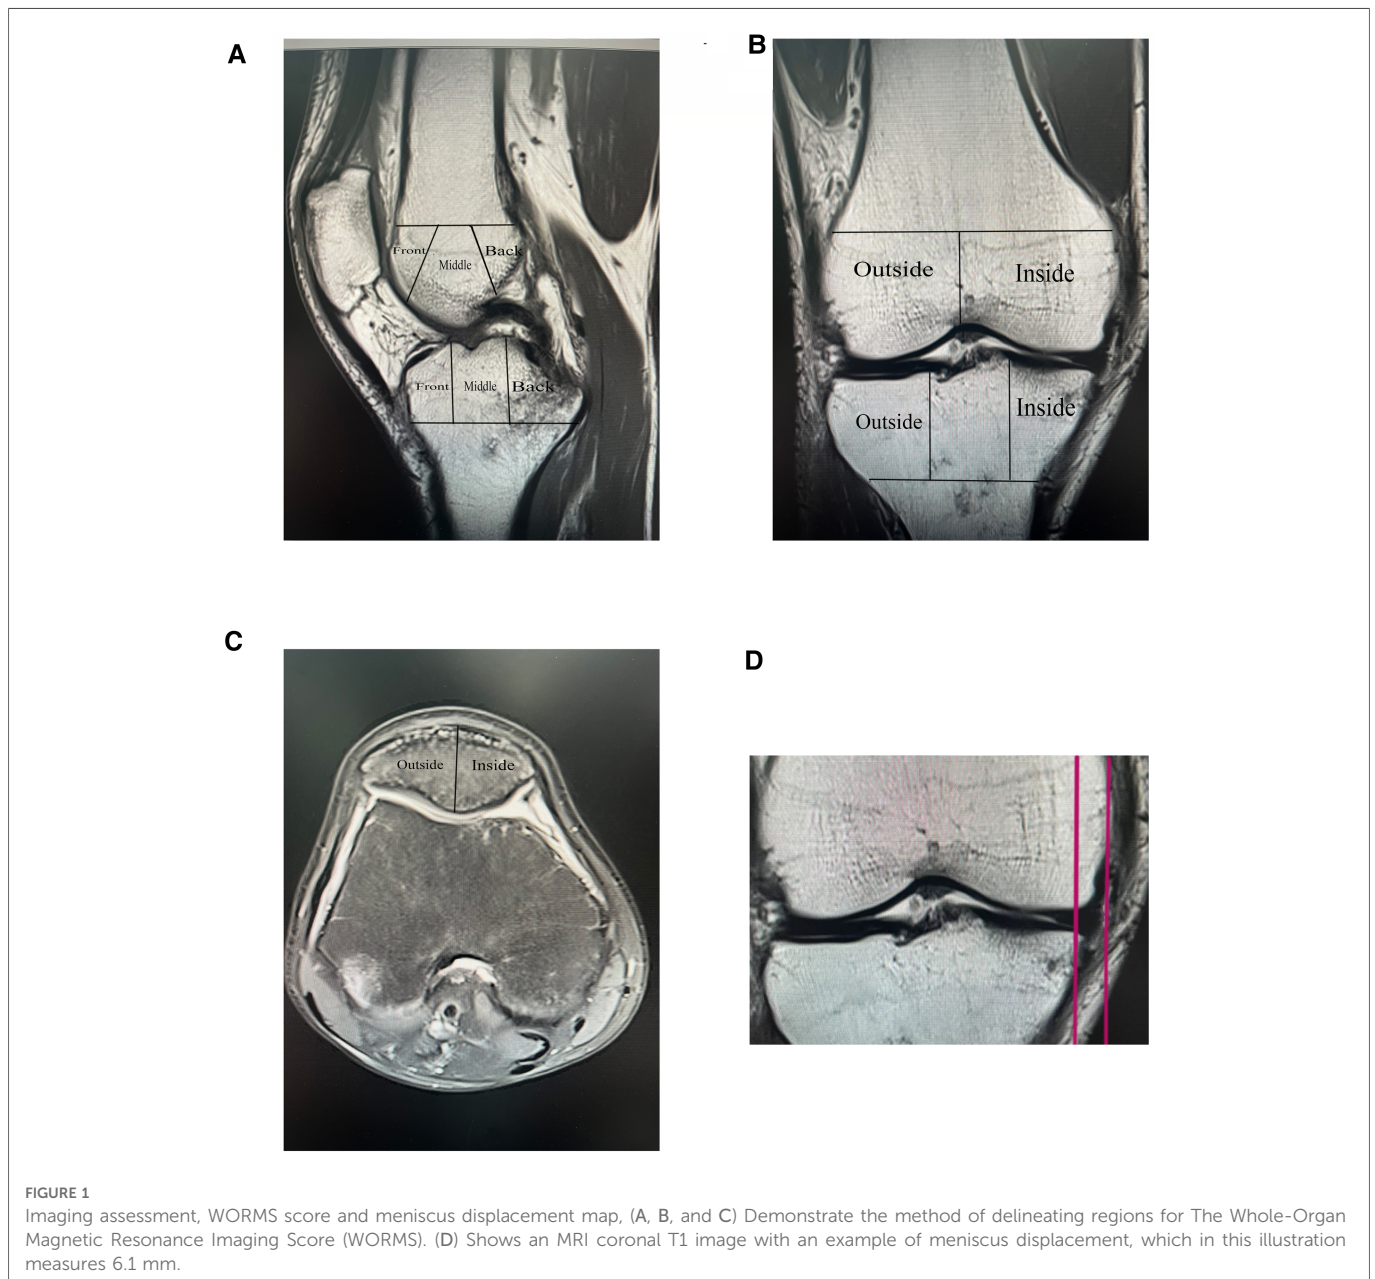 A
B
Front
Middle
Back
Front
Middle
Back
Outside
Inside
Outside
Inside
C
D
Outside
Inside
FIGURE 1
Imaging assessment, WORMS score and meniscus displacement map, (A, B, and C) Demonstrate the method of delineating regions for The Whole-Organ
Magnetic Resonance Imaging Score (WORMS). (D) Shows an MRI coronal T1 image with an example of meniscus displacement, which in this illustration
measures 6.1 mm.